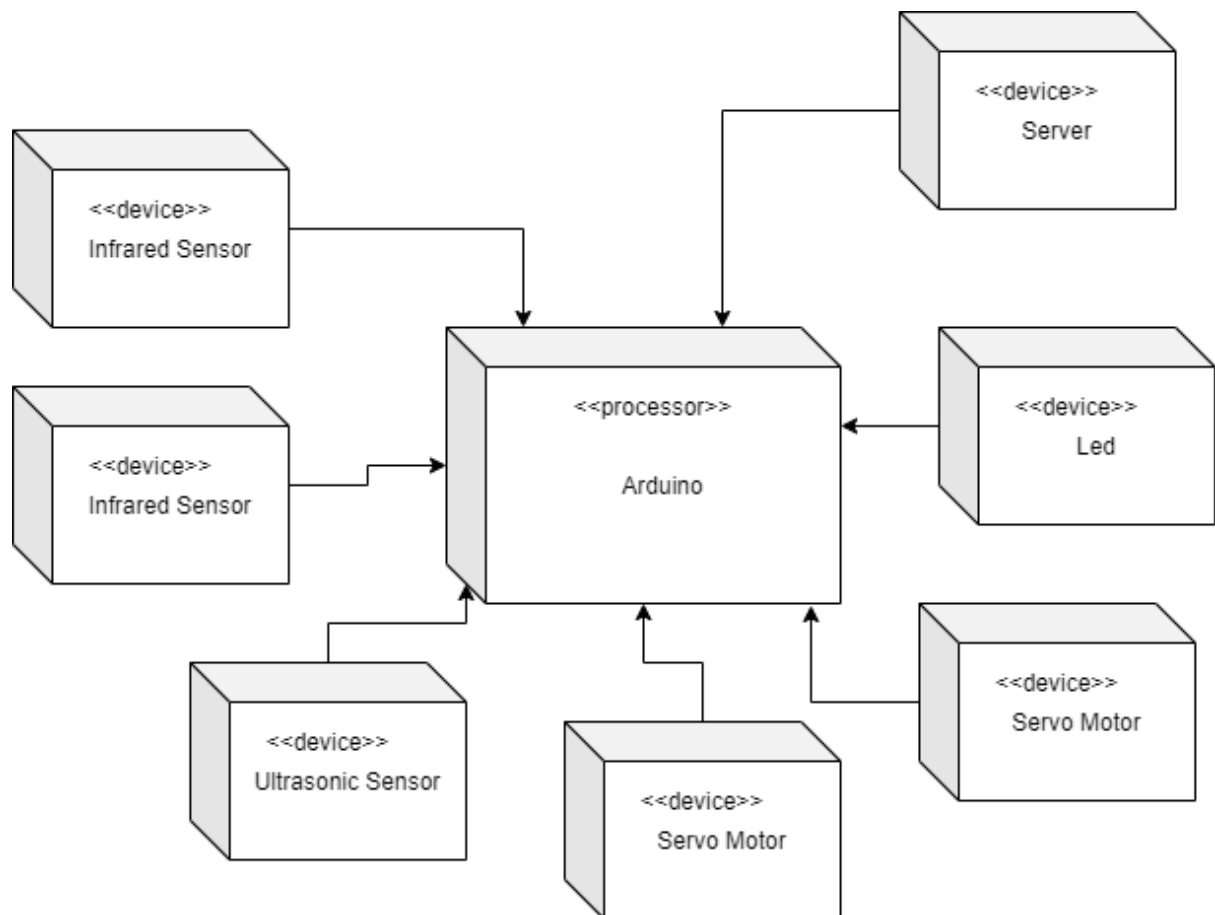 <<device>>
Server
<<device>>
Infrared Sensor
<<processor>>
Arduino
<<device>>
Led
<<device>>
Infrared Sensor
<<device>>
Servo Motor
<<device>>
Ultrasonic Sensor
<<device>>
Servo Motor